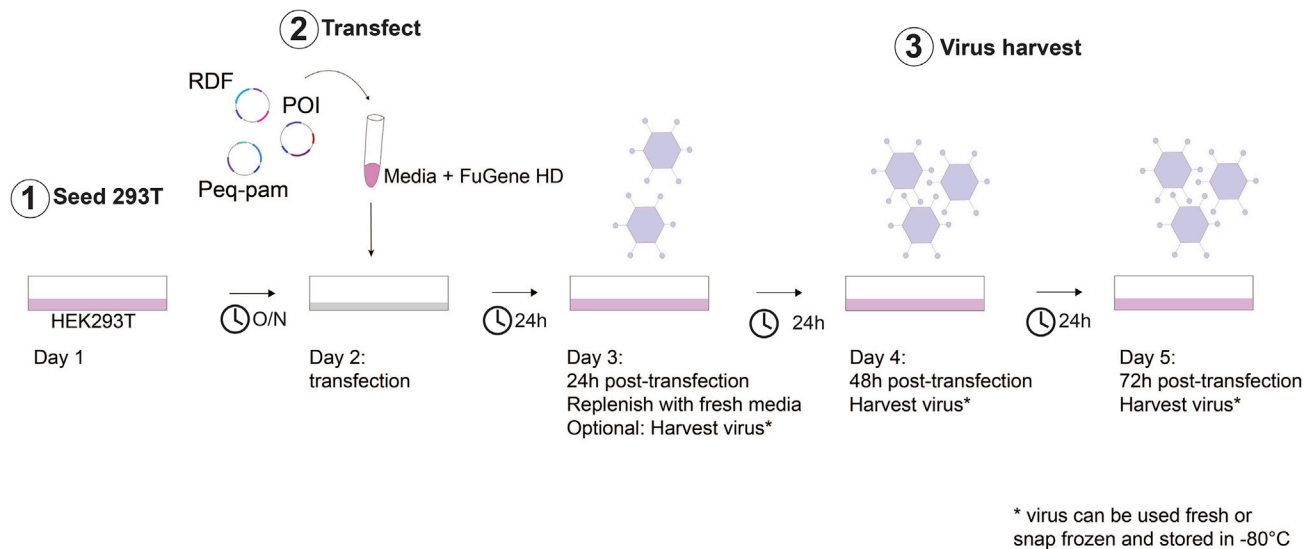 2 Transfect
3 Virus harvest
RDF
POI
Peq-pam
Media + FuGene HD
1 Seed 293T
HEK293T
O/N
24h
24h
24h
Day 1
Day 2:
transfection
Day 3:
24h post-transfection
Replenish with fresh media
Optional: Harvest virus*
Day 4:
48h post-transfection
Harvest virus*
Day 5:
72h post-transfection
Harvest virus*
* virus can be used fresh or
snap frozen and stored in -80°C